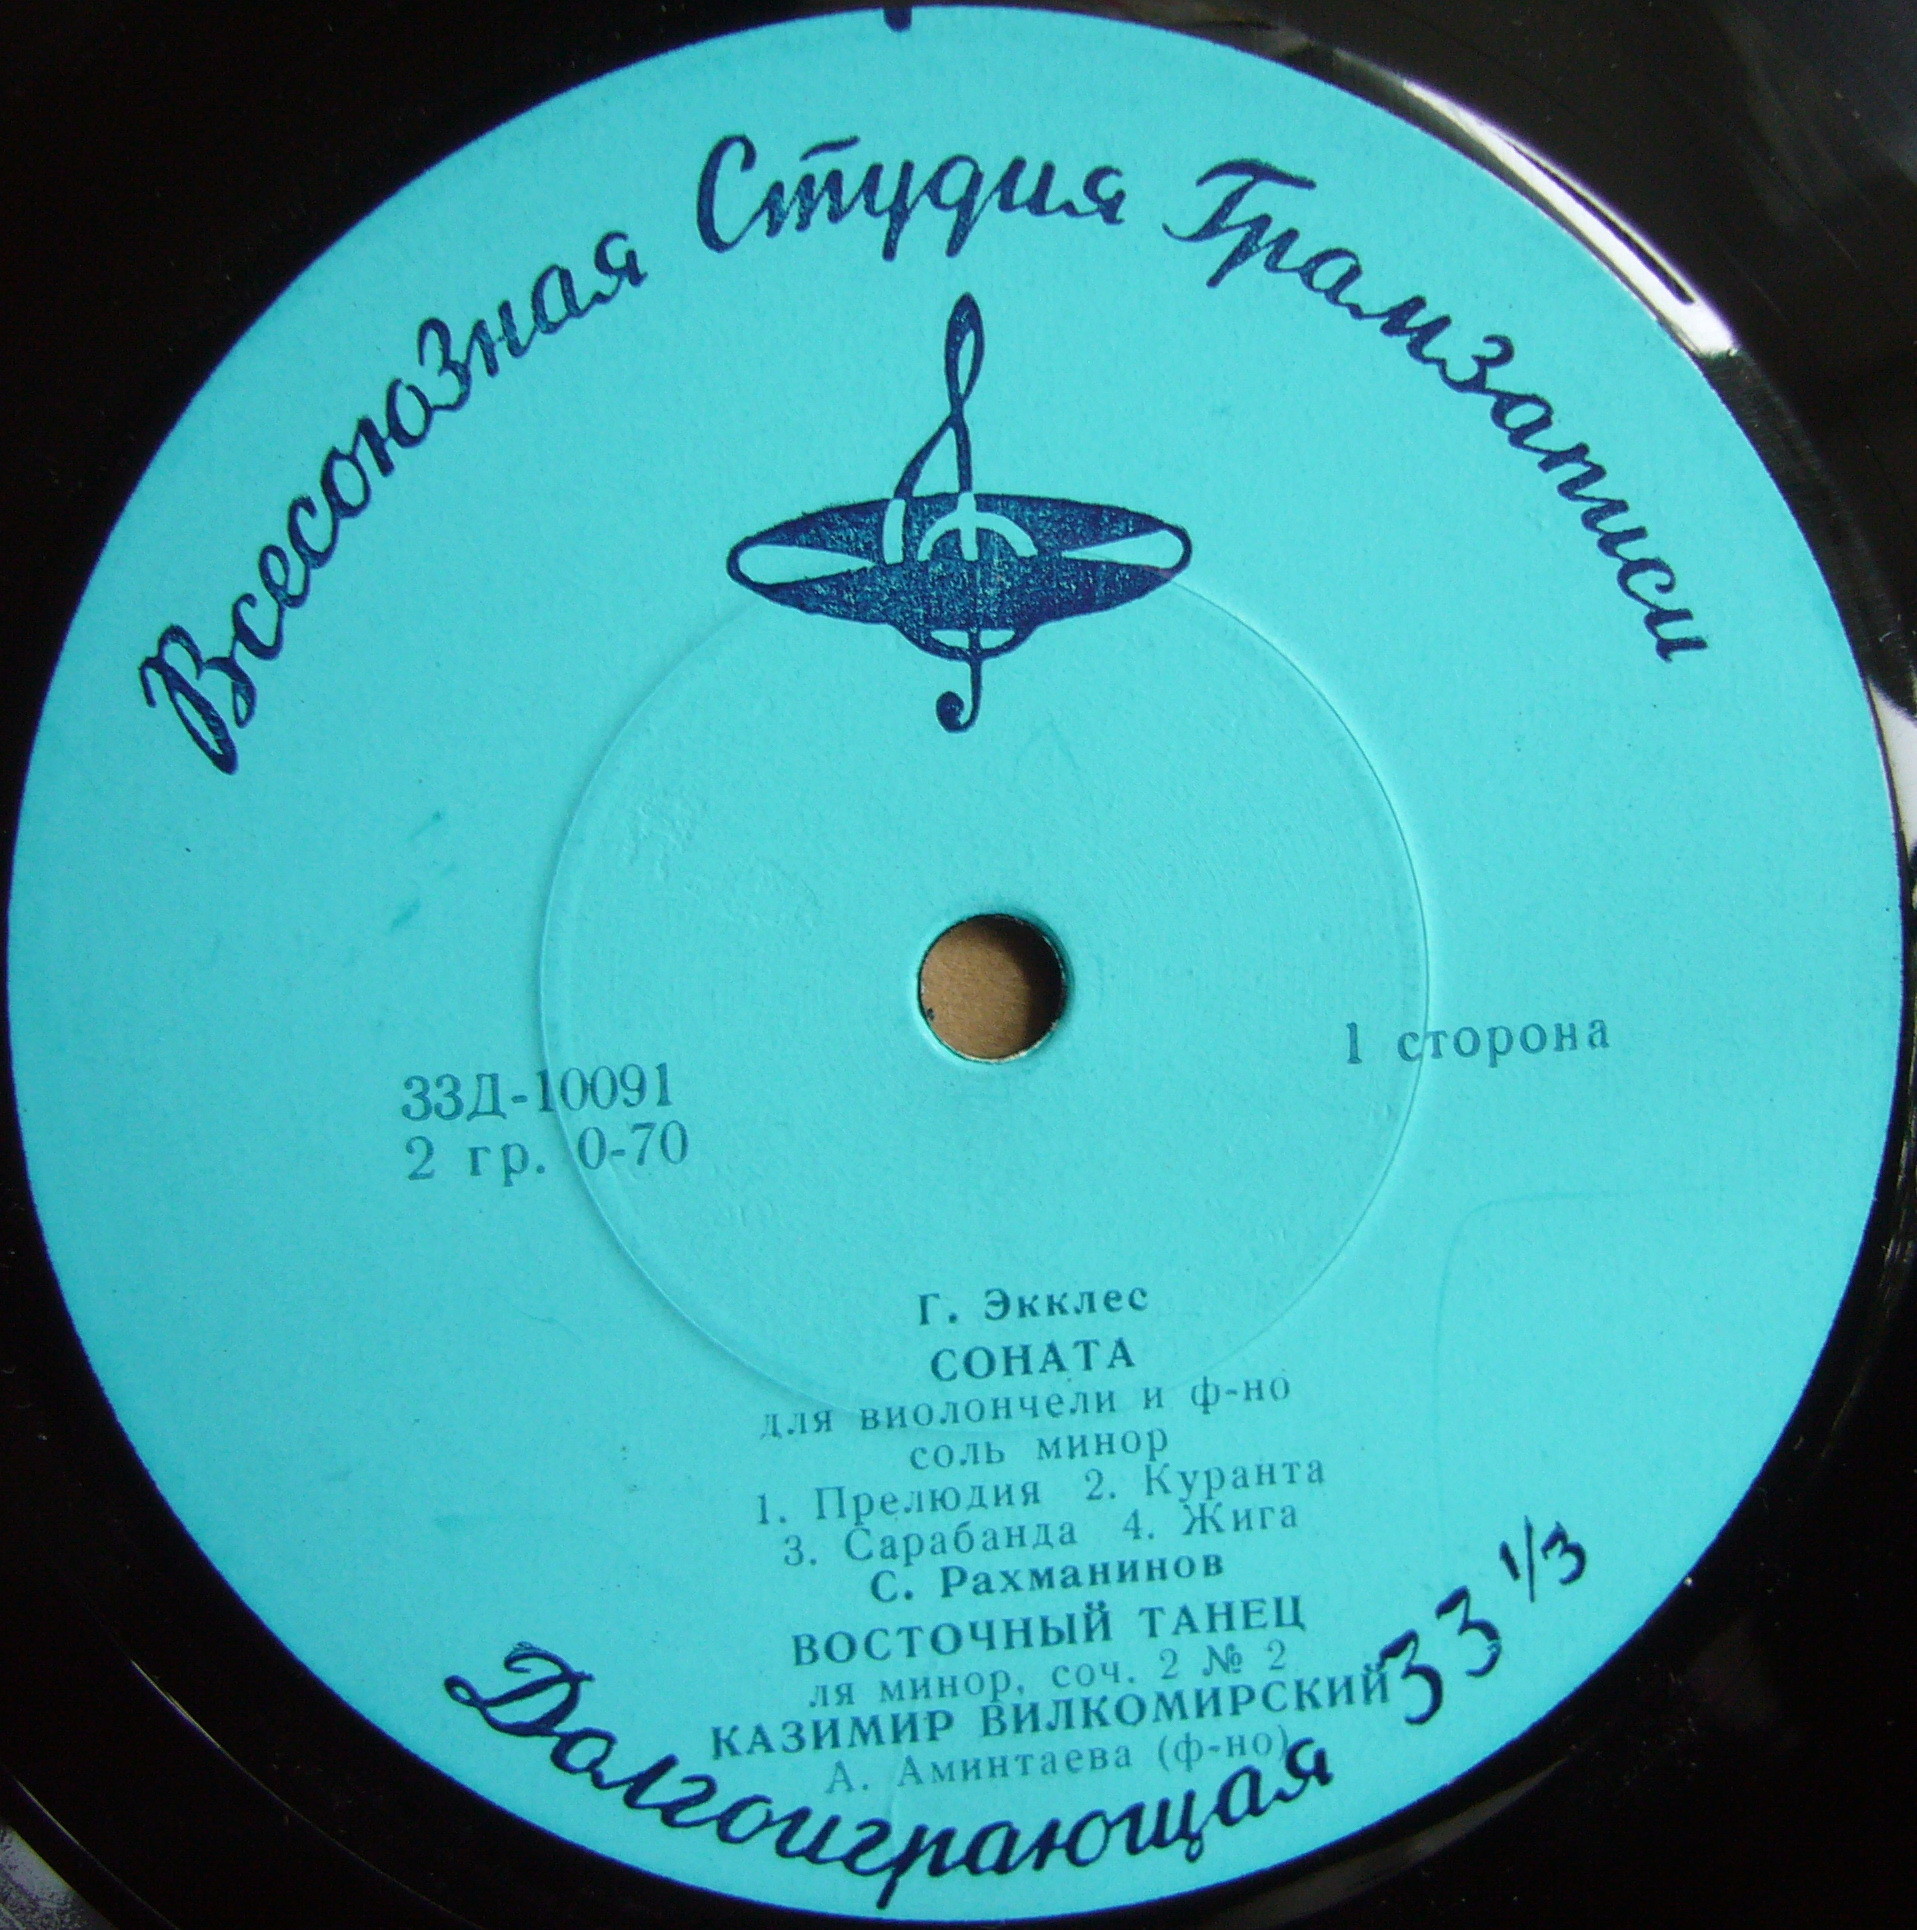 Всесоюзная Студия Грамзаписи
1 сторона
33Д-10091
2 гр. 0-70
Г. Экклес
СОНАТА
для виолончели и ф-но
соль минор
1. Прелюдия 2. Куранта
3. Сарабанда 4. Жига
С. Рахманинов
ВОСТОЧНЫЙ ТАНЕЦ
ля минор, соч. 2 № 2
КАЗИМИР ВИЛКОМИРСКИЙ
А. Аминтаева (ф-но)
Долгоиграющая 33 1/3